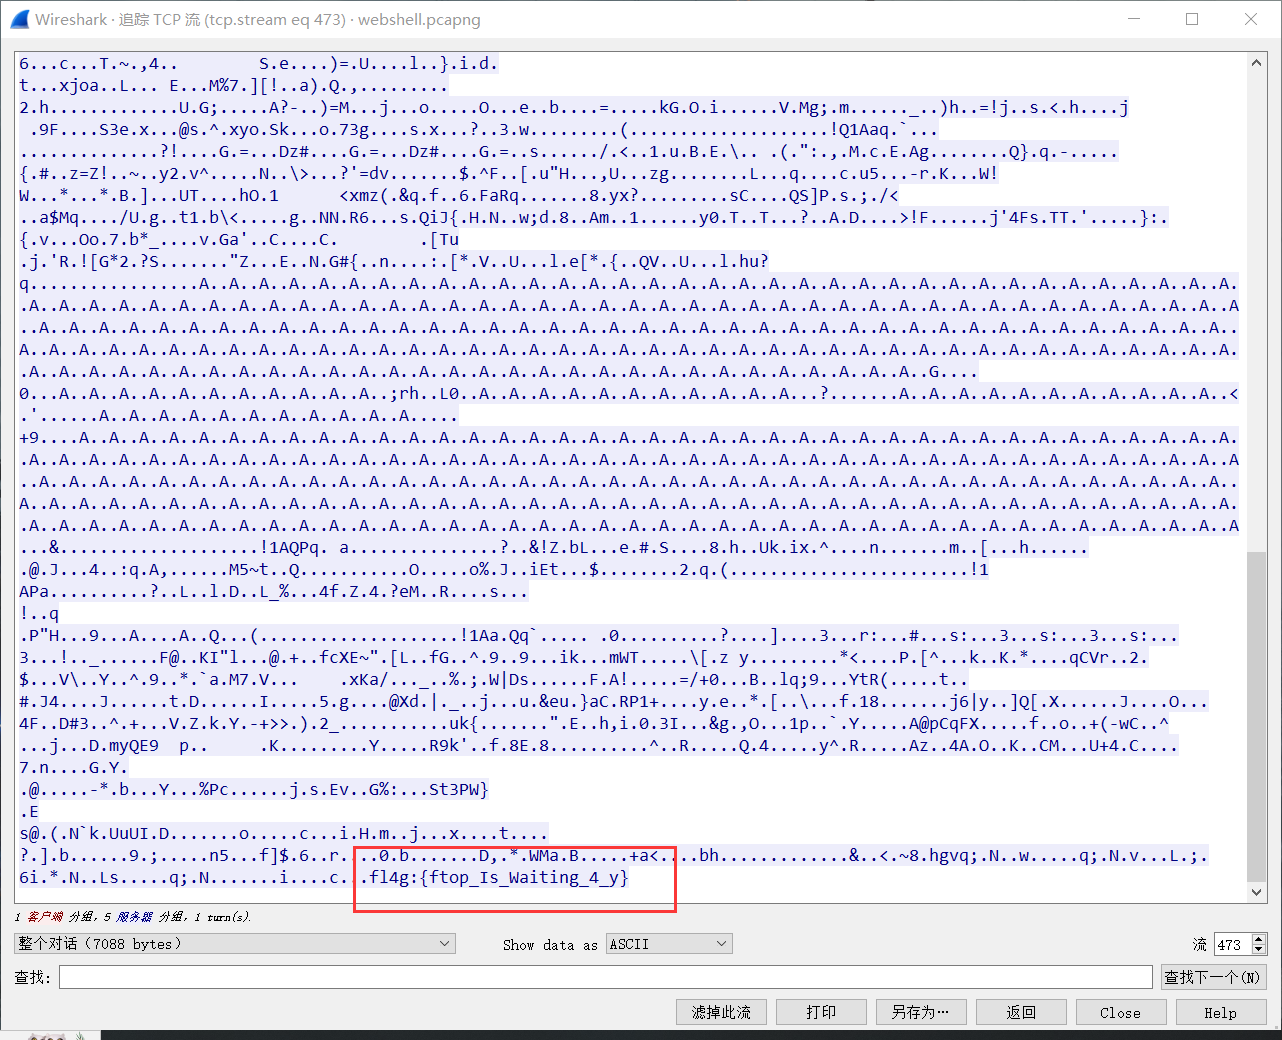 Wireshark · 追踪 TCP 流 (tcp.stream eq 473) · webshell.pcapng
6...c...T.~.,4..        S.e....)=.U....l..}.i.d.
t...xjoa..L... E...M%7.][!..a).Q.,.........
2.h.............U.G;.....A?-..)=M...j...o.....O...e..b....=.....kG.O.i......V.Mg;.m......_..)h..=!j..s.<.h....j
.9F....S3e.x...@s.^.xyo.Sk...o.73g....s.x...?..3.w.........(....................!Q1Aaq.`...
..............?!....G.=...Dz#....G.=...Dz#....G.=..s....../.<..1.u.B.E.\.. .(.":.,.M.c.E.Ag........Q}.q.-.....
{.#..z=Z!..~..y2.v^.....N..\>...?'=dv.......$.^F..[.u"H...,U...zg........L...q....c.u5...-r.K...W!
W...*...*.B.]...UT....hO.1      <xmz(.&q.f..6.FaRq.......8.yx?.........sC....QS]P.s.;./<
..a$Mq..../U.g..t1.b\<.....g..NN.R6...s.QiJ{.H.N..w;d.8..Am..1......y0.T..T...?..A.D....>!F......j'4Fs.TT.'.....}:.
{.v...Oo.7.b*_....v.Ga'..C....C.        .[Tu
.j.'R.![G*2.?S......."Z...E..N.G#{..n....:.[*.V..U...l.e[*.{..QV..U...l.hu?
q.................A..A..A..A..A..A..A..A..A..A..A..A..A..A..A..A..A..A..A..A..A..A..A..A..A..A..A..A..A..A..A..A..A..A..A.
.A..A..A..A..A..A..A..A..A..A..A..A..A..A..A..A..A..A..A..A..A..A..A..A..A..A..A..A..A..A..A..A..A..A..A..A..A..A..A..A..A
..A..A..A..A..A..A..A..A..A..A..A..A..A..A..A..A..A..A..A..A..A..A..A..A..A..A..A..A..A..A..A..A..A..A..A..A..A..A..A..A..
A..A..A..A..A..A..A..A..A..A..A..A..A..A..A..A..A..A..A..A..A..A..A..A..A..A..A..A..A..A..A..A..A..A..A..A..A..A..A..A..A.
.A..A..A..A..A..A..A..A..A..A..A..A..A..A..A..A..A..A..A..A..A..A..A..A..A..A..A..A..A..A..G....
0...A..A..A..A..A..A..A..A..A..A..A..;rh..L0..A..A..A..A..A..A..A..A..A..A..A...?.......A..A..A..A..A..A..A..A..A..A..A..<
.'......A..A..A..A..A..A..A..A..A..A..A.....
+9....A..A..A..A..A..A..A..A..A..A..A..A..A..A..A..A..A..A..A..A..A..A..A..A..A..A..A..A..A..A..A..A..A..A..A..A..A..A..A.
.A..A..A..A..A..A..A..A..A..A..A..A..A..A..A..A..A..A..A..A..A..A..A..A..A..A..A..A..A..A..A..A..A..A..A..A..A..A..A..A..A
..A..A..A..A..A..A..A..A..A..A..A..A..A..A..A..A..A..A..A..A..A..A..A..A..A..A..A..A..A..A..A..A..A..A..A..A..A..A..A..A..
A..A..A..A..A..A..A..A..A..A..A..A..A..A..A..A..A..A..A..A..A..A..A..A..A..A..A..A..A..A..A..A..A..A..A..A..A..A..A..A..A.
.A..A..A..A..A..A..A..A..A..A..A..A..A..A..A..A..A..A..A..A..A..A..A..A..A..A..A..A..A..A..A..A..A..A..A..A..A..A..A..A..A
...&....................!1AQPq. a...............?..&!Z.bL...e.#.S....8.h..Uk.ix.^....n.......m..[...h......
.@.J...4..:q.A,......M5~t..Q...........O.....o%.J..iEt...$........2.q.(........................!1
APa..........?..L..l.D..L_%...4f.Z.4.?eM..R....s...
!..q
.P"H...9...A....A..Q...(....................!1Aa.Qq`..... .0..........?....]....3...r:...#...s:...3...s:...3...s:...
3...!.._......F@..KI"l...@.+..fcXE~".[L..fG..^.9..9...ik...mWT.....\[.z y.........*<....P.[^...k..K.*....qCVr..2.
$...V\..Y..^.9..*.`a.M7.V...    .xKa/..._..%.;.W|Ds......F.A!.....=/+0...B..lq;9...YtR(.....t..
#.J4....J......t.D......I.....5.g....@Xd.|._..j...u.&eu.}aC.RP1+....y.e..*.[..\...f.18.......j6|y..]Q[.X......J....O...
4F..D#3..^.+...V.Z.k.Y.-+>>.).2_...........uk{.......".E..h,i.0.3I...&g.,O...1p..`.Y.....A@pCqFX.....f..o..+(-wC..^
...j...D.myQE9  p..     .K.........Y.....R9k'..f.8E.8..........^..R.....Q.4.....y^.R.....Az..4A.O..K..CM...U+4.C....
7.n....G.Y.
.@.....-*.b...Y...%Pc......j.s.Ev..G%:...St3PW}
.E
s@.(.N`k.UuUI.D.......o.....c...i.H.m..j...x....t....
?.].b......9.;.....n5...f]$.6..r....0.b.......D,.*.WMa.B.....+a<....bh.............&..<.~8.hgvq;.N..w.....q;.N.v...L.;.
6i.*.N..Ls.....q;.N.......i....c...fl4g:{ftop_Is_Waiting_4_y}
1 客户端 分组, 5 服务器 分组, 1 turn(s).
整个对话 (7088 bytes)
Show data as
ASCII
流
473
查找:
查找下一个(N)
滤掉此流
打印
另存为…
返回
Close
Help